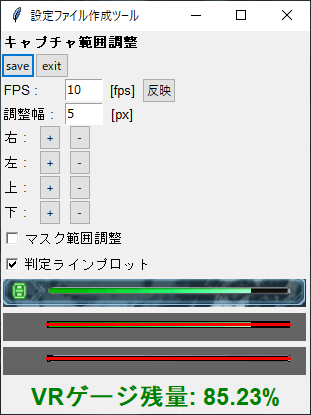 設定ファイル作成ツール
キャプチャ範囲調整
save exit
FPS : 10 [fps] 反映
調整幅 : 5 [px]
右 : + -
左 : + -
上 : + -
下 : + -
マスク範囲調整
判定ラインプロット
VRゲージ残量: 85.23%